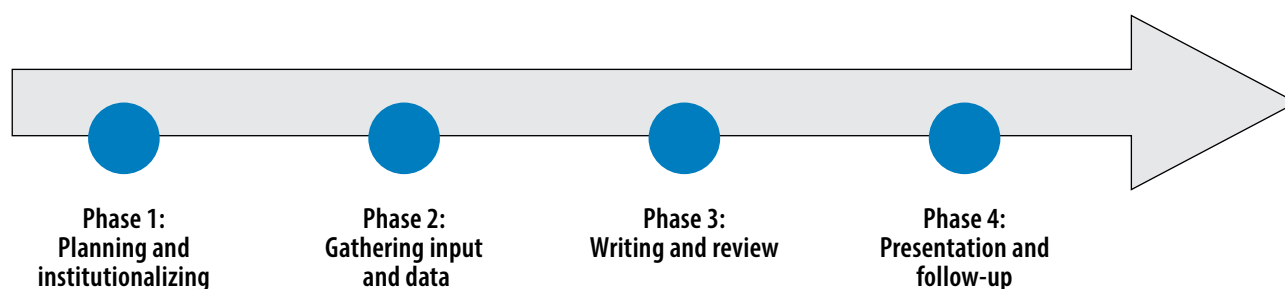 Phase 1:
Planning and
institutionalizing
Phase 2:
Gathering input
and data
Phase 3:
Writing and review
Phase 4:
Presentation and
follow-up